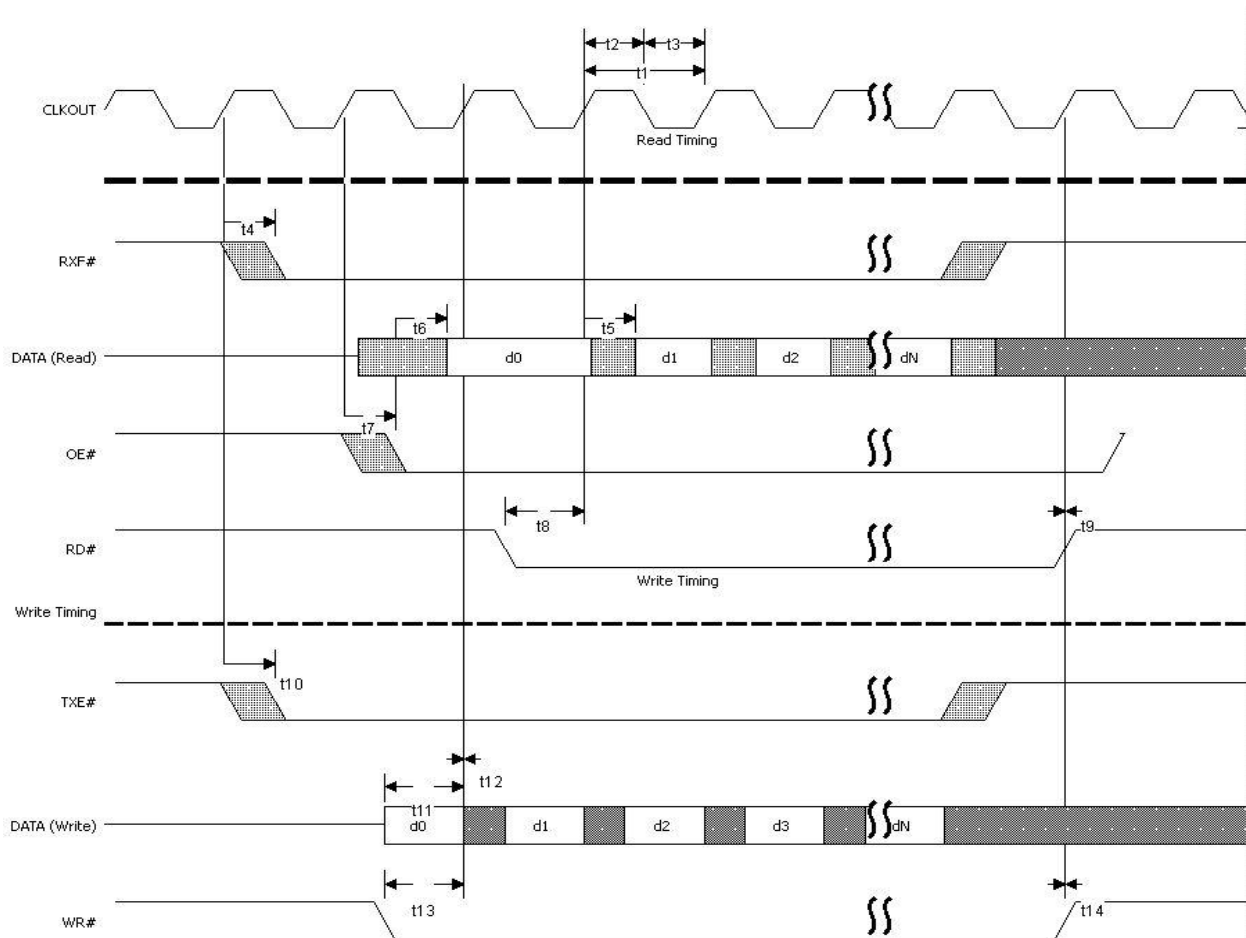 t2 t3
t1
CLKOUT
Read Timing
t4
RXF#
t6 t5
DATA (Read) d0 d1 d2 dN
t7
OE#
t8 t9
RD#
Write Timing
Write Timing
t10
TXE#
t12
t11
DATA (Write) d0 d1 d2 d3 dN
t13 t14
WR#